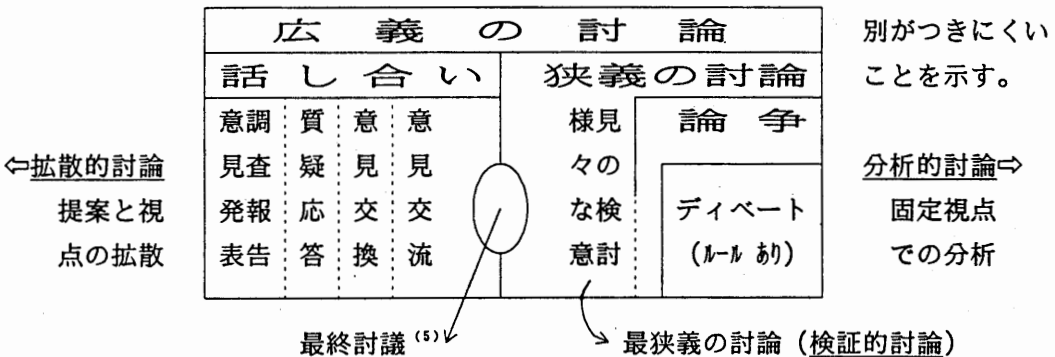 広義の討論
話し合い
狭義の討論
意見発表
調査報告
質疑応答
意見交換
意見交流
様々な意
見の検討
論争
ディベート
(ルールあり)
⇦拡散的討論
提案と視
点の拡散
別がつきにくい
ことを示す。
分析的討論⇨
固定視点
での分析
最終討議(5)
最狭義の討論(検証的討論)